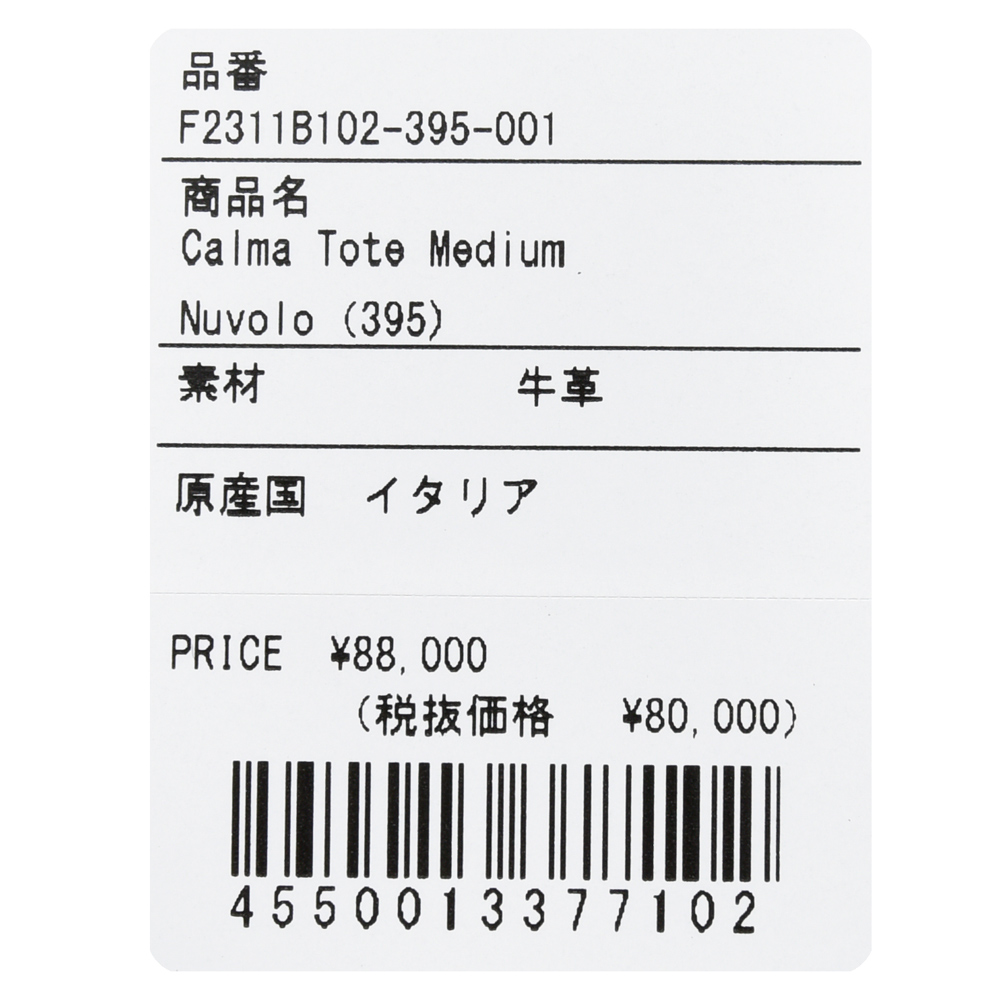 品番
F2311B102-395-001
商品名
Calma Tote Medium
Nuvolo (395)
素材 牛革
原産国 イタリア
PRICE ¥88,000
(税抜価格 ¥80,000)
4550013377102